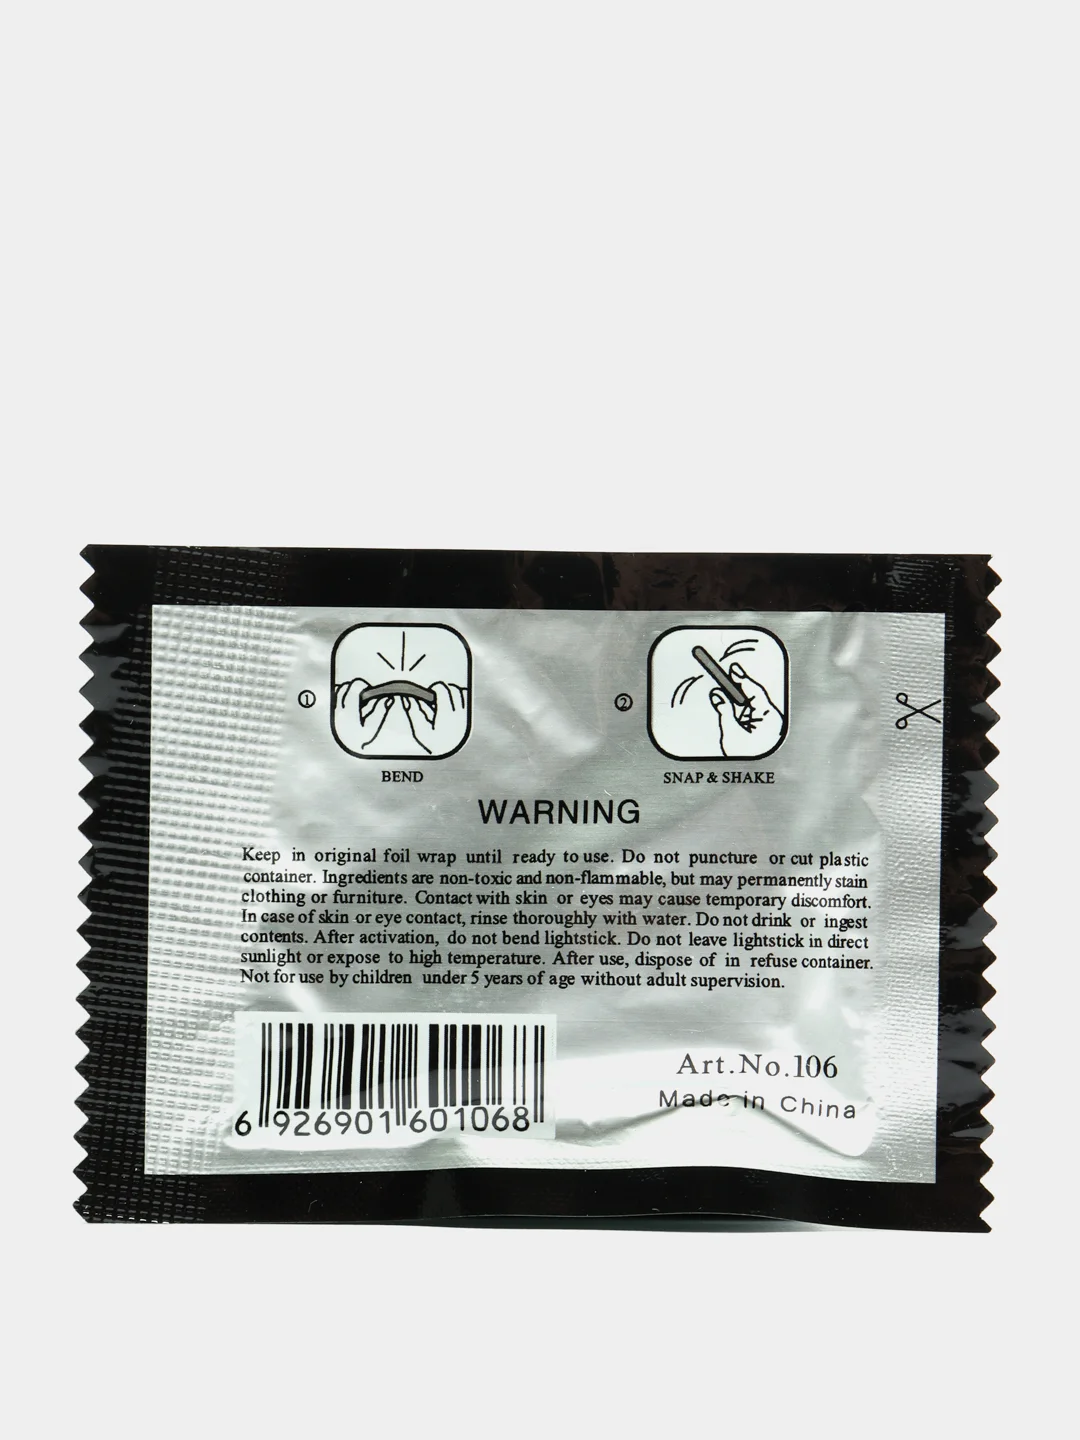 ① ②
BEND SNAP & SHAKE
WARNING
Keep in original foil wrap until ready to use. Do not puncture or cut plastic
container. Ingredients are non-toxic and non-flammable, but may permanently stain
clothing or furniture. Contact with skin or eyes may cause temporary discomfort.
In case of skin or eye contact, rinse thoroughly with water. Do not drink or ingest
contents. After activation, do not bend lightstick. Do not leave lightstick in direct
sunlight or expose to high temperature. After use, dispose of in refuse container.
Not for use by children under 5 years of age without adult supervision.
Art.No.106
Made in China
6 926901 601068